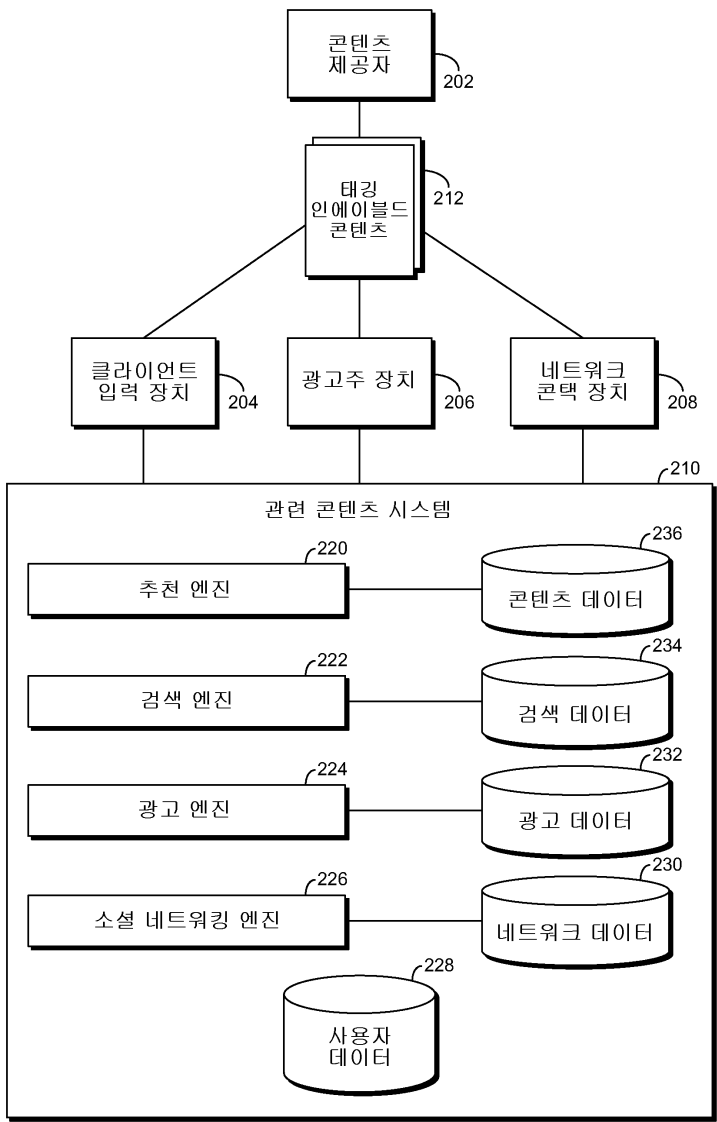 콘텐츠
제공자
202
태깅
인에이블드
콘텐츠
212
클라이언트
입력 장치
204
광고주 장치
206
네트워크
콘택 장치
208
210
관련 콘텐츠 시스템
220
추천 엔진
236
콘텐츠 데이터
222
검색 엔진
234
검색 데이터
224
광고 엔진
232
광고 데이터
226
소셜 네트워킹 엔진
230
네트워크 데이터
228
사용자
데이터